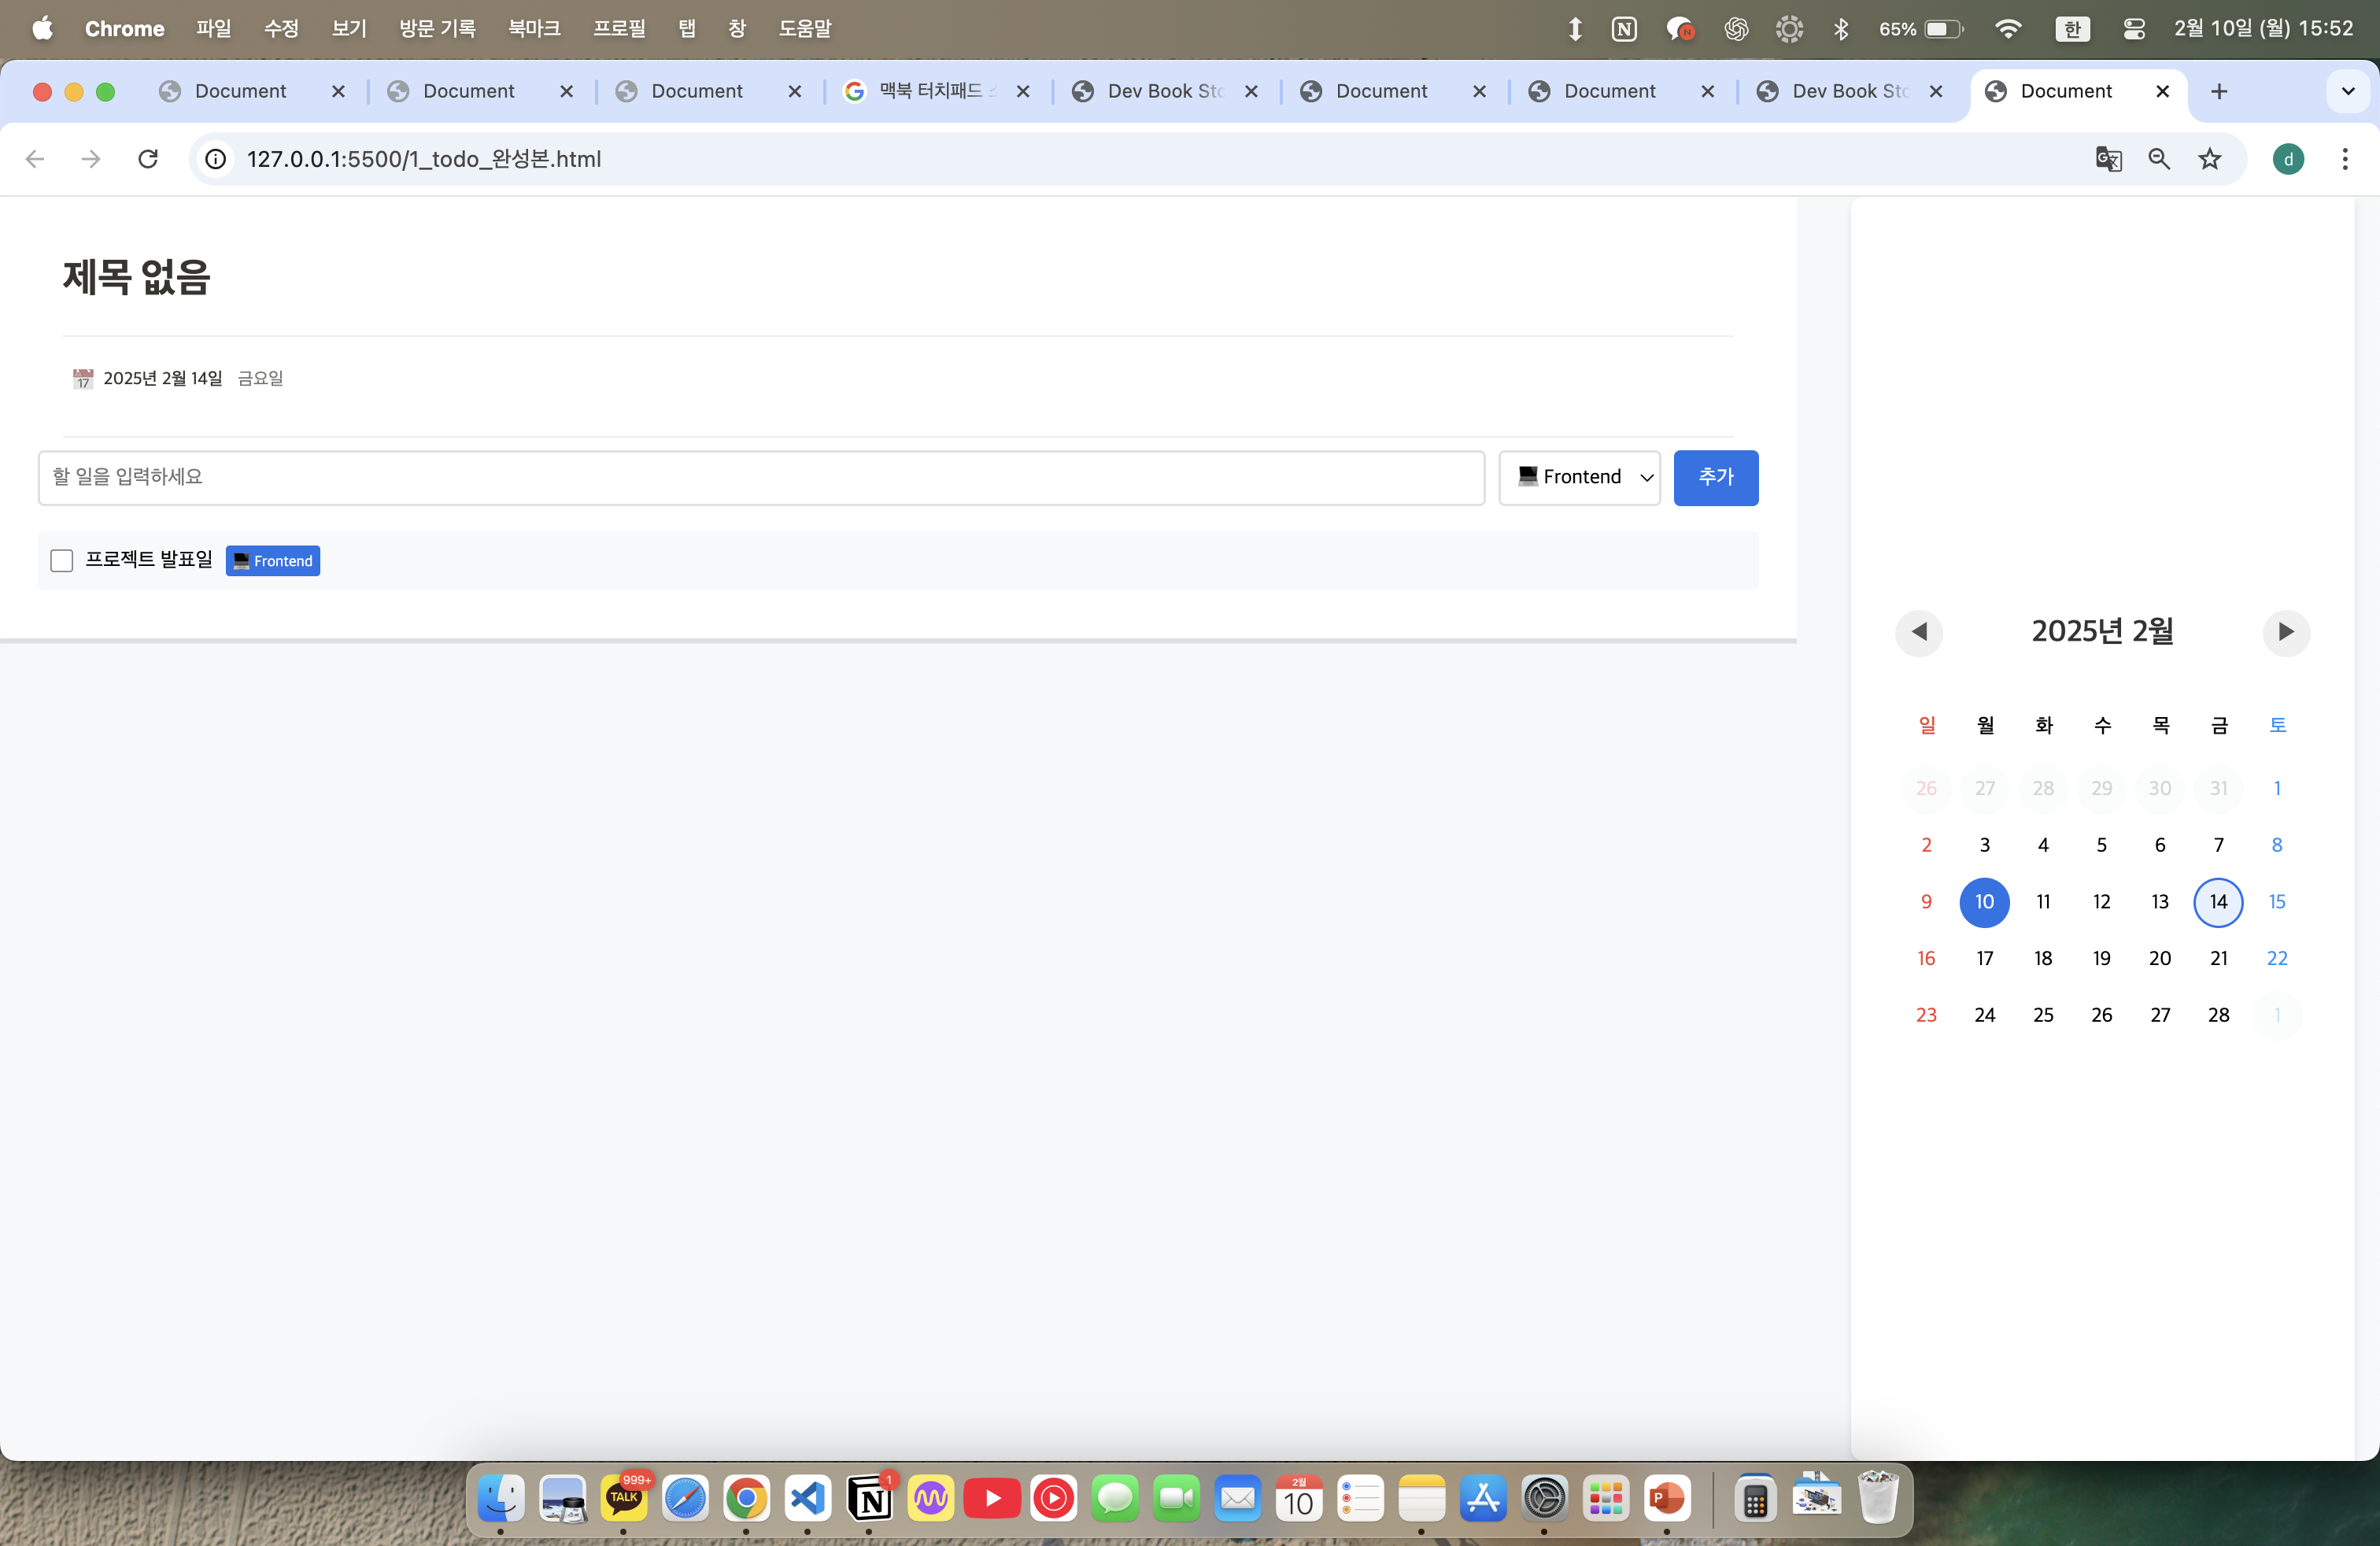 Chrome 파일 수정 보기 방문 기록 북마크 프로필 탭 창 도움말 65% 한 2월 10일 (월) 15:52
Document Document Document 맥북 터치패드 Dev Book Sto Document Document Dev Book Sto Document
127.0.0.1:5500/1_todo_완성본.html d
제목 없음
17 2025년 2월 14일 금요일
할 일을 입력하세요 Frontend 추가
프로젝트 발표일 Frontend
2025년 2월
일 월 화 수 목 금 토
26 27 28 29 30 31 1
2 3 4 5 6 7 8
9 10 11 12 13 14 15
16 17 18 19 20 21 22
23 24 25 26 27 28 1
999+ TALK 1 2월 10